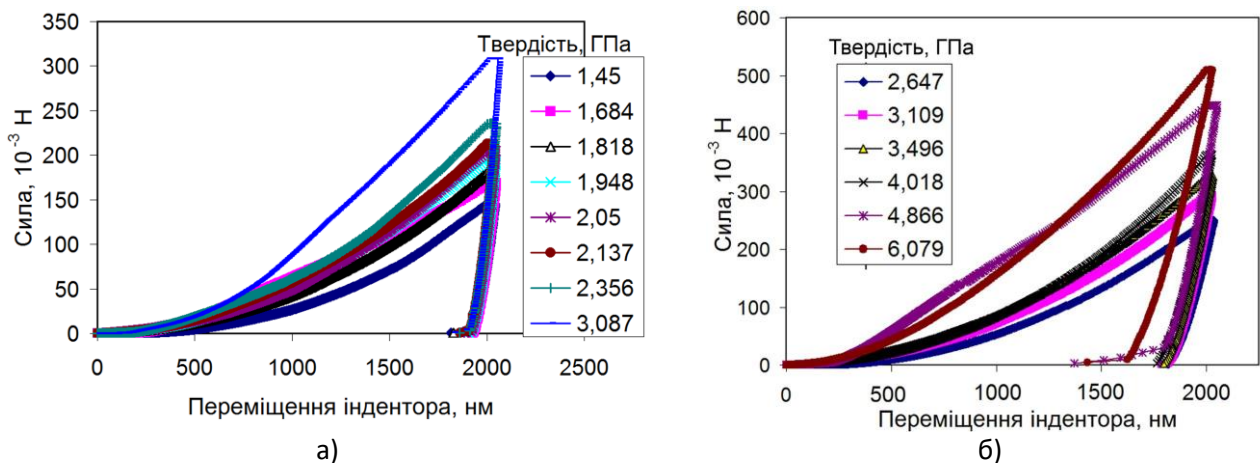 350
300
250
200
150
100
50
0
Сила, 10⁻³ Н
0 500 1000 1500 2000 2500
Переміщення індентора, нм
Твердість, ГПа
1,45
1,684
1,818
1,948
2,05
2,137
2,356
3,087
а)
600
500
400
300
200
100
0
Сила, 10⁻³ Н
0 500 1000 1500 2000
Переміщення індентора, нм
Твердість, ГПа
2,647
3,109
3,496
4,018
4,866
6,079
б)